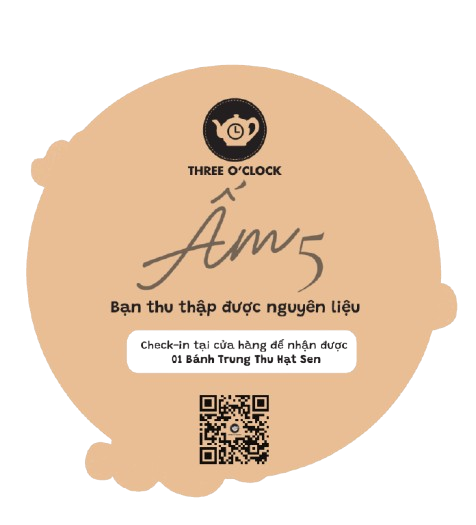 THREE O'CLOCK
Ấm 5
Bạn thu thập được nguyên liệu
Check-in tại cửa hàng để nhận được
01 Bánh Trung Thu Hạt Sen